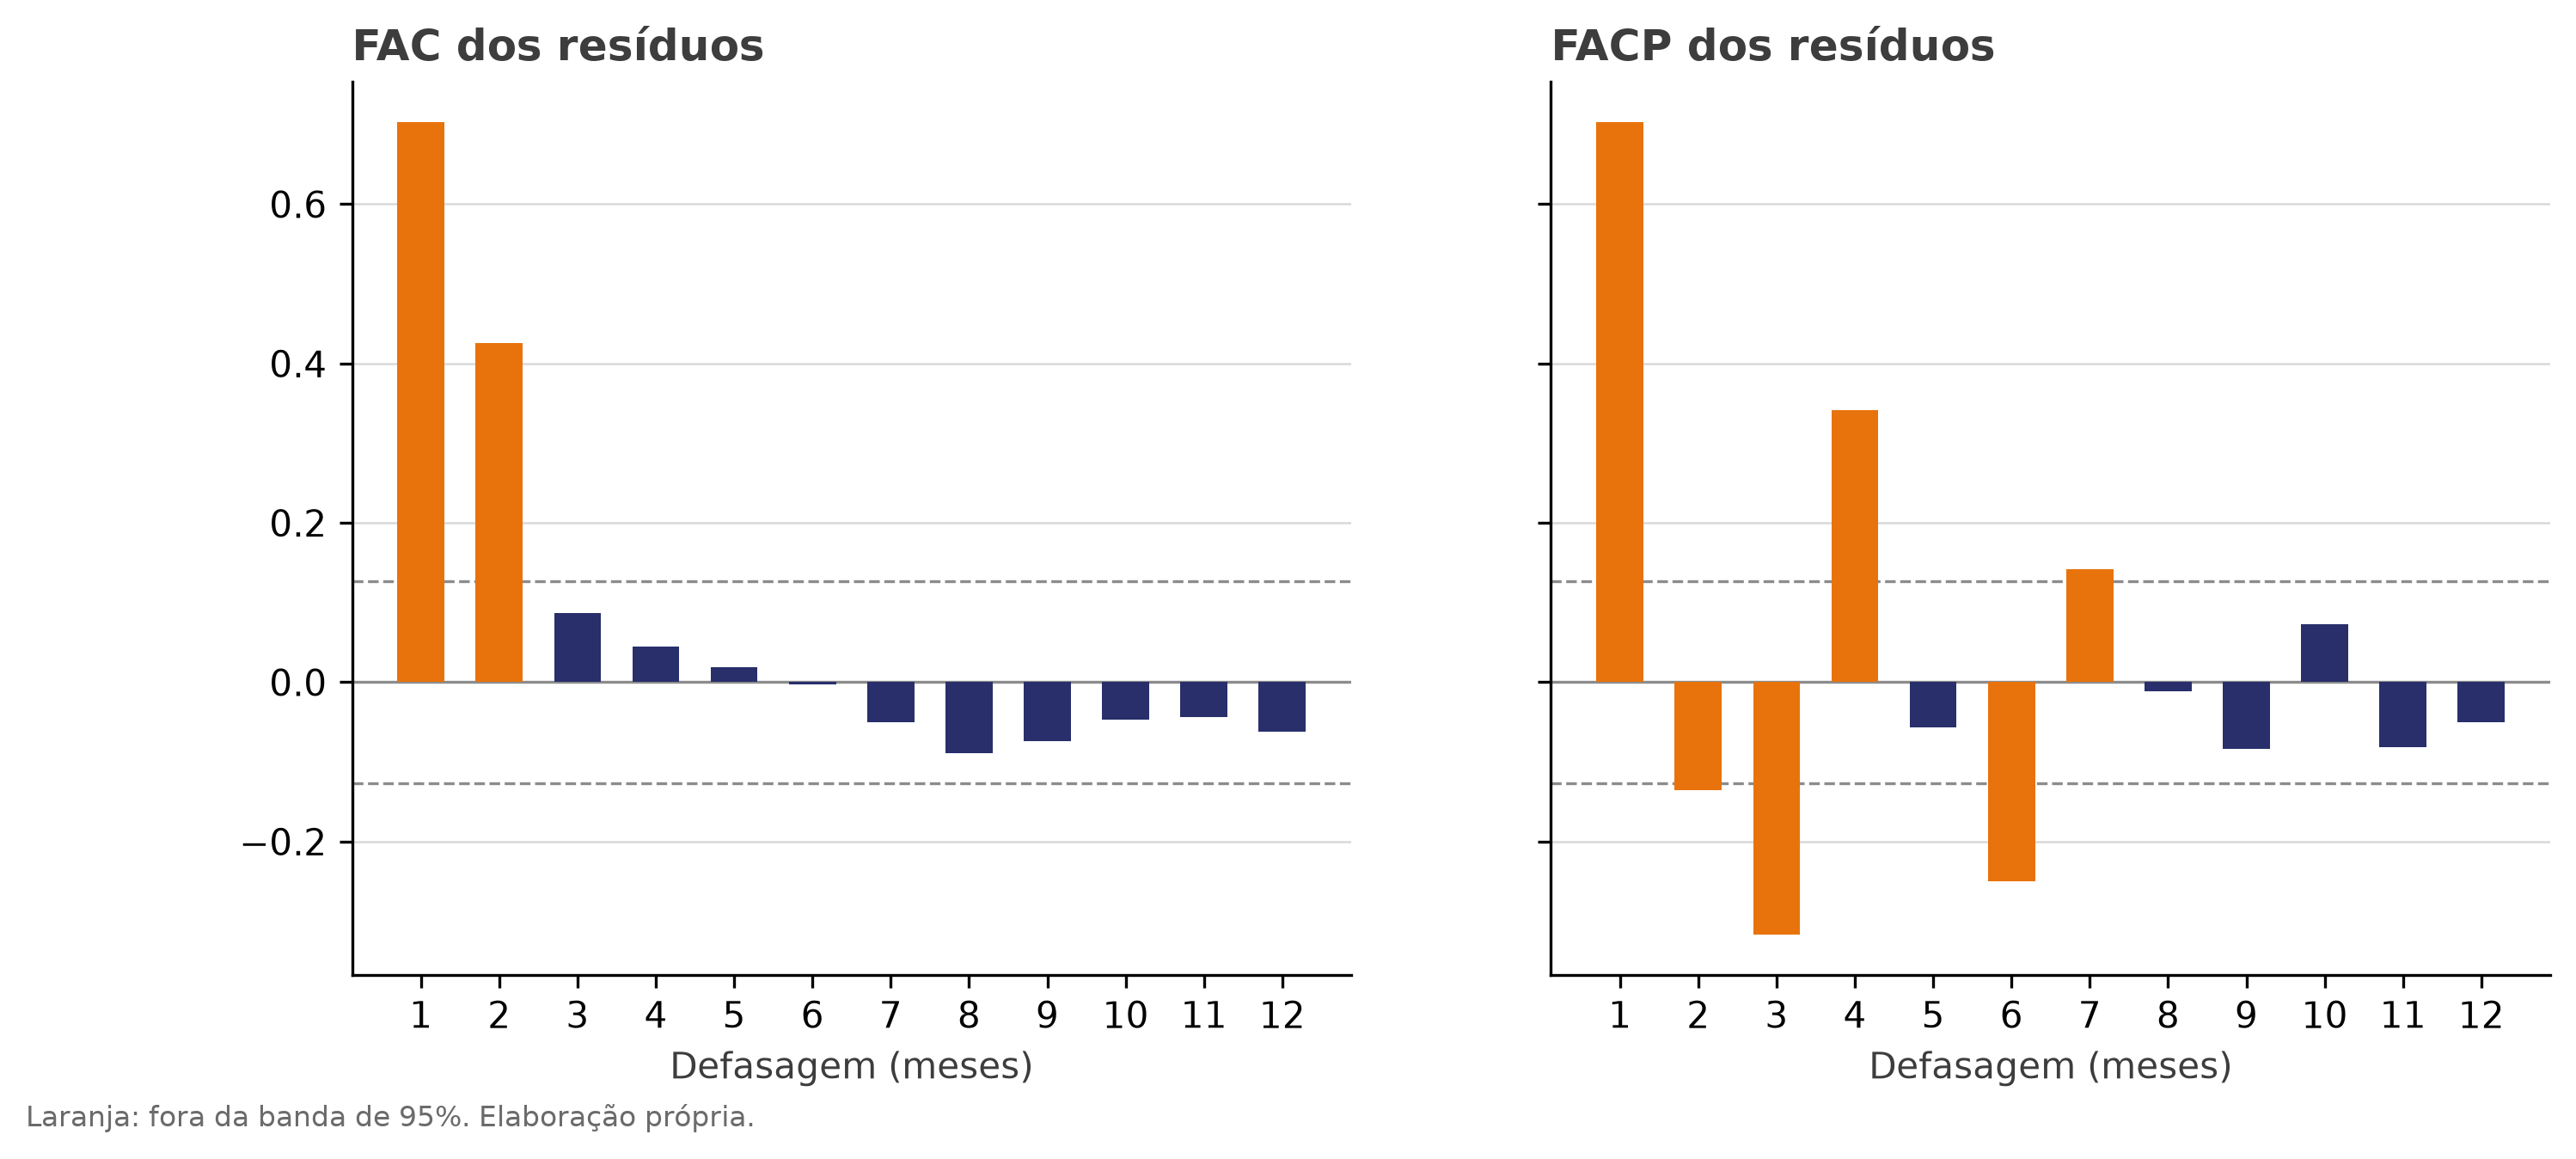 FAC dos resíduos
FACP dos resíduos
0.6
0.4
0.2
0.0
−0.2
1 2 3 4 5 6 7 8 9 10 11 12
1 2 3 4 5 6 7 8 9 10 11 12
Defasagem (meses)
Defasagem (meses)
Laranja: fora da banda de 95%. Elaboração própria.